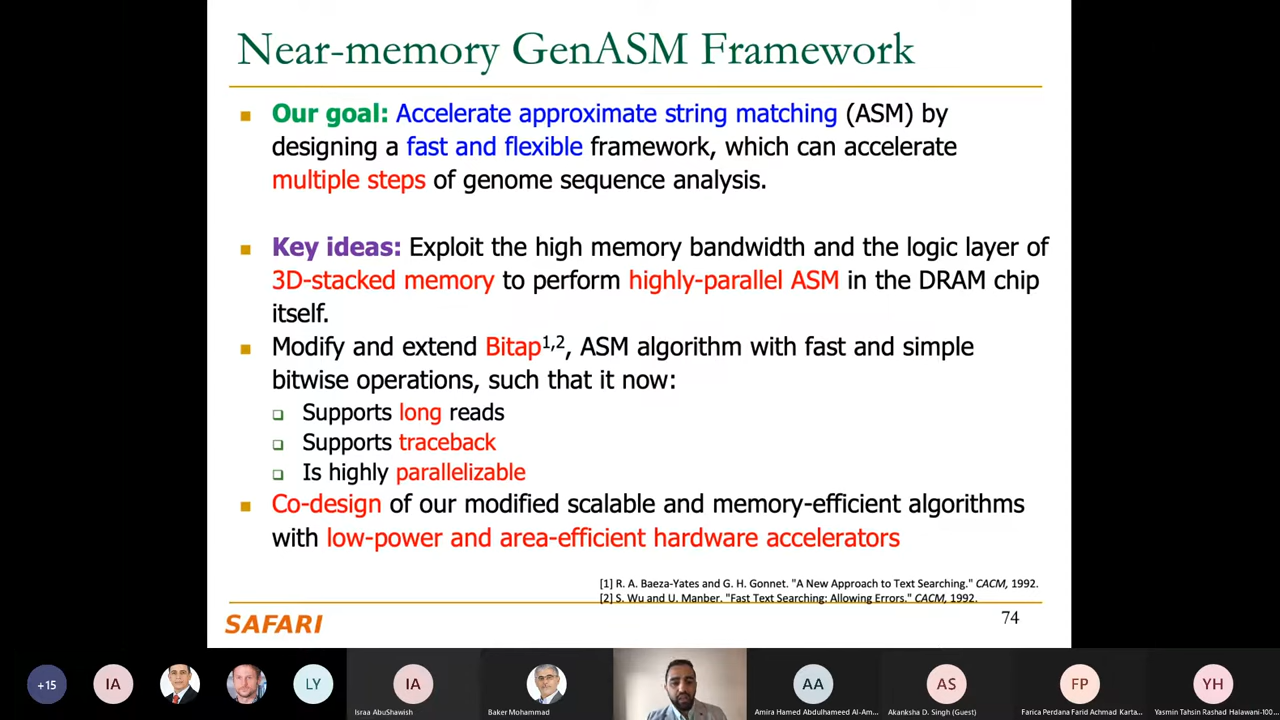 Near-memory GenASM Framework
Our goal: Accelerate approximate string matching (ASM) by
designing a fast and flexible framework, which can accelerate
multiple steps of genome sequence analysis.
Key ideas: Exploit the high memory bandwidth and the logic layer of
3D-stacked memory to perform highly-parallel ASM in the DRAM chip
itself.
Modify and extend Bitap1,2, ASM algorithm with fast and simple
bitwise operations, such that it now:
Supports long reads
Supports traceback
Is highly parallelizable
Co-design of our modified scalable and memory-efficient algorithms
with low-power and area-efficient hardware accelerators
[1] R. A. Baeza-Yates and G. H. Gonnet. "A New Approach to Text Searching." CACM, 1992.
[2] S. Wu and U. Manber. "Fast Text Searching: Allowing Errors." CACM, 1992.
SAFARI
74
+15 IA LY IA AA AS FP YH
Israa AbuShawish Baker Mohammad Amira Hamed Abdulhameed Al-Am... Akanksha D. Singh (Guest) Farica Perdana Farid Achmad Karta... Yasmin Tahsin Rashad Halawani-100...